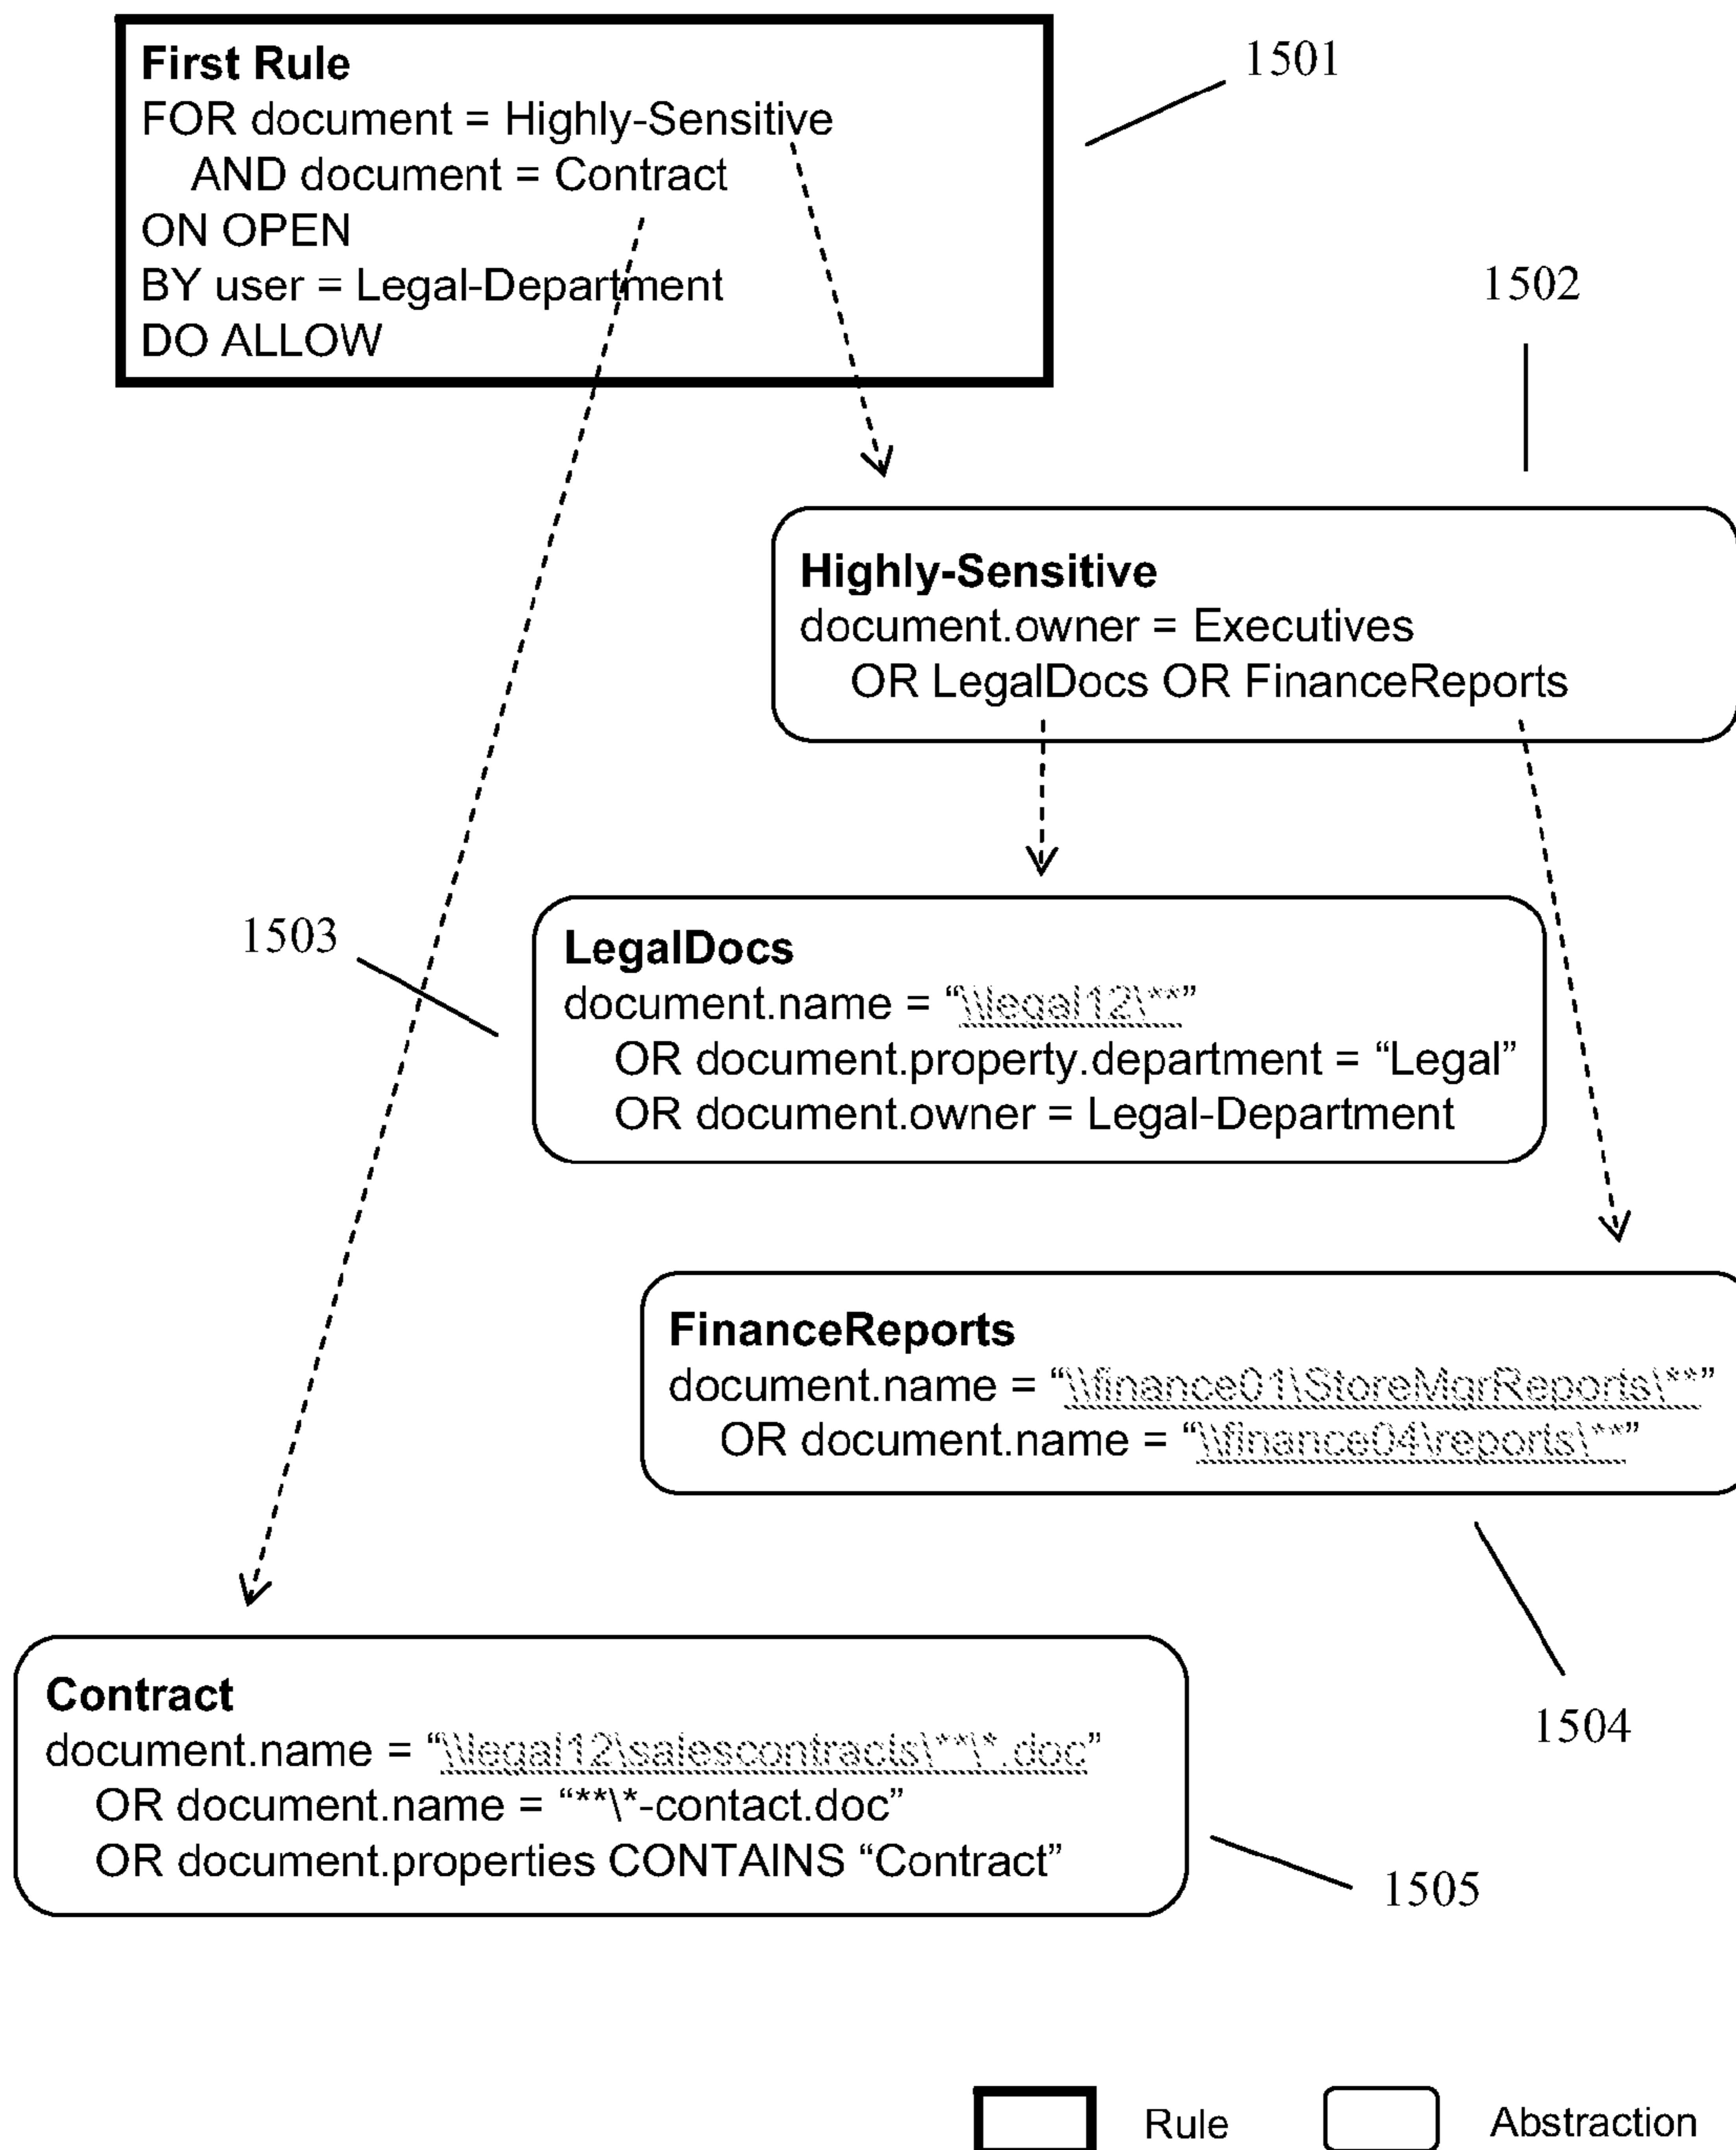 First Rule
FOR document = Highly-Sensitive
AND document = Contract
ON OPEN
BY user = Legal-Department
DO ALLOW
1501
1502
Highly-Sensitive
document.owner = Executives
OR LegalDocs OR FinanceReports
1503
LegalDocs
document.name = “\\legal12\**”
OR document.property.department = “Legal”
OR document.owner = Legal-Department
FinanceReports
document.name = “\\finance01\StoreMgrReports\**”
OR document.name = “\\finance04\reports\**”
1504
Contract
document.name = “\\legal12\salescontracts\**\*.doc”
OR document.name = “**\*-contact.doc”
OR document.properties CONTAINS “Contract”
1505
Rule
Abstraction